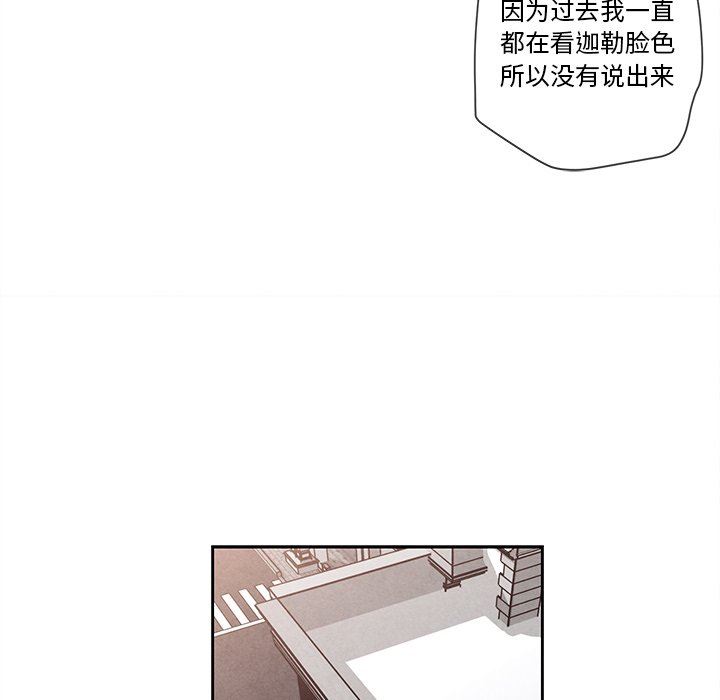 因为过去我一直
都在看迦勒脸色
所以没有说出来